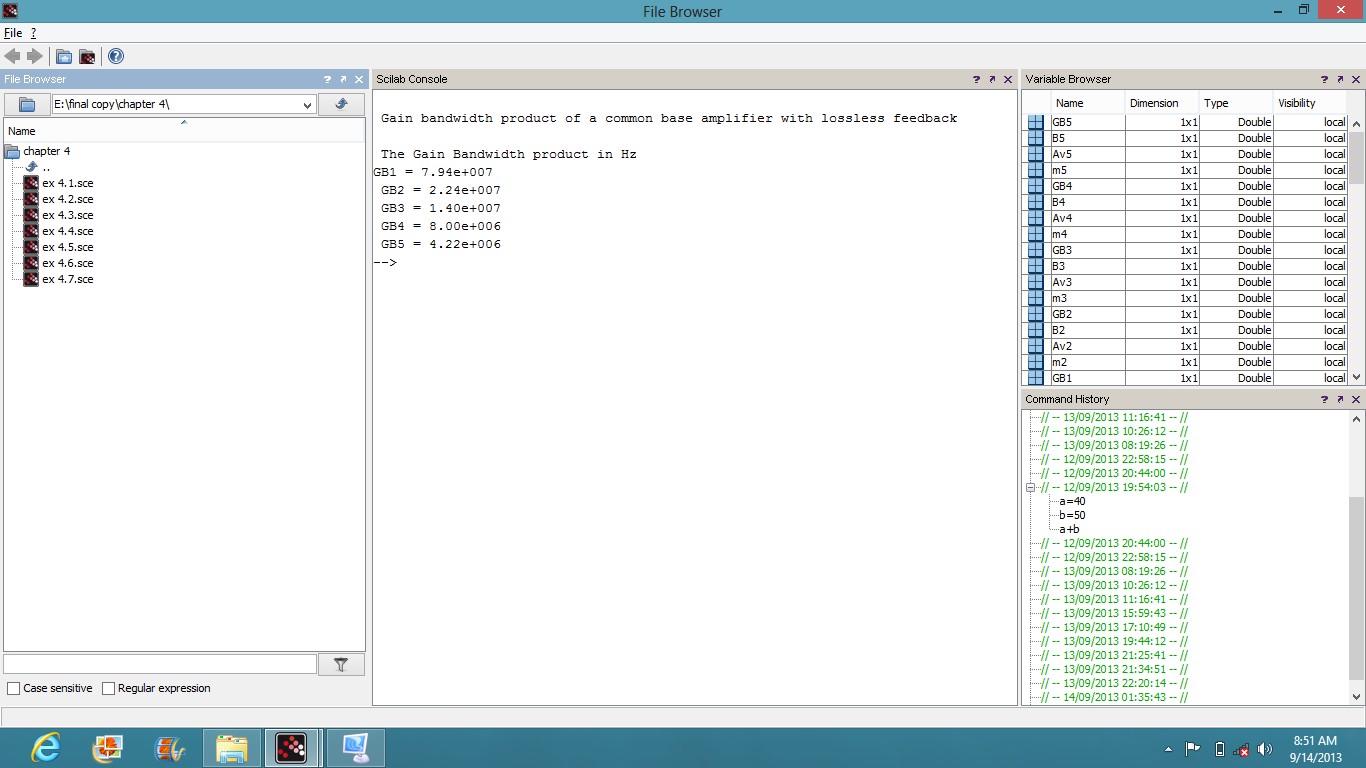 File Browser
File ?
File Browser ?
E:\final copy\chapter 4\
Name
chapter 4
..
ex 4.1.sce
ex 4.2.sce
ex 4.3.sce
ex 4.4.sce
ex 4.5.sce
ex 4.6.sce
ex 4.7.sce
Case sensitive Regular expression
Scilab Console ?
Gain bandwidth product of a common base amplifier with lossless feedback
The Gain Bandwidth product in Hz
GB1 = 7.94e+007
GB2 = 2.24e+007
GB3 = 1.40e+007
GB4 = 8.00e+006
GB5 = 4.22e+006
-->
Variable Browser ?
Name Dimension Type Visibility
GB5 1x1 Double local
B5 1x1 Double local
Av5 1x1 Double local
m5 1x1 Double local
GB4 1x1 Double local
B4 1x1 Double local
Av4 1x1 Double local
m4 1x1 Double local
GB3 1x1 Double local
B3 1x1 Double local
Av3 1x1 Double local
m3 1x1 Double local
GB2 1x1 Double local
B2 1x1 Double local
Av2 1x1 Double local
m2 1x1 Double local
GB1 1x1 Double local
Command History ?
// -- 13/09/2013 11:16:41 -- //
// -- 13/09/2013 10:26:12 -- //
// -- 13/09/2013 08:19:26 -- //
// -- 12/09/2013 22:58:15 -- //
// -- 12/09/2013 20:44:00 -- //
// -- 12/09/2013 19:54:03 -- //
a=40
b=50
a+b
// -- 12/09/2013 20:44:00 -- //
// -- 12/09/2013 22:58:15 -- //
// -- 13/09/2013 08:19:26 -- //
// -- 13/09/2013 10:26:12 -- //
// -- 13/09/2013 11:16:41 -- //
// -- 13/09/2013 15:59:43 -- //
// -- 13/09/2013 17:10:49 -- //
// -- 13/09/2013 19:44:12 -- //
// -- 13/09/2013 21:25:41 -- //
// -- 13/09/2013 21:34:51 -- //
// -- 13/09/2013 22:20:14 -- //
// -- 14/09/2013 01:35:43 -- //
8:51 AM
9/14/2013